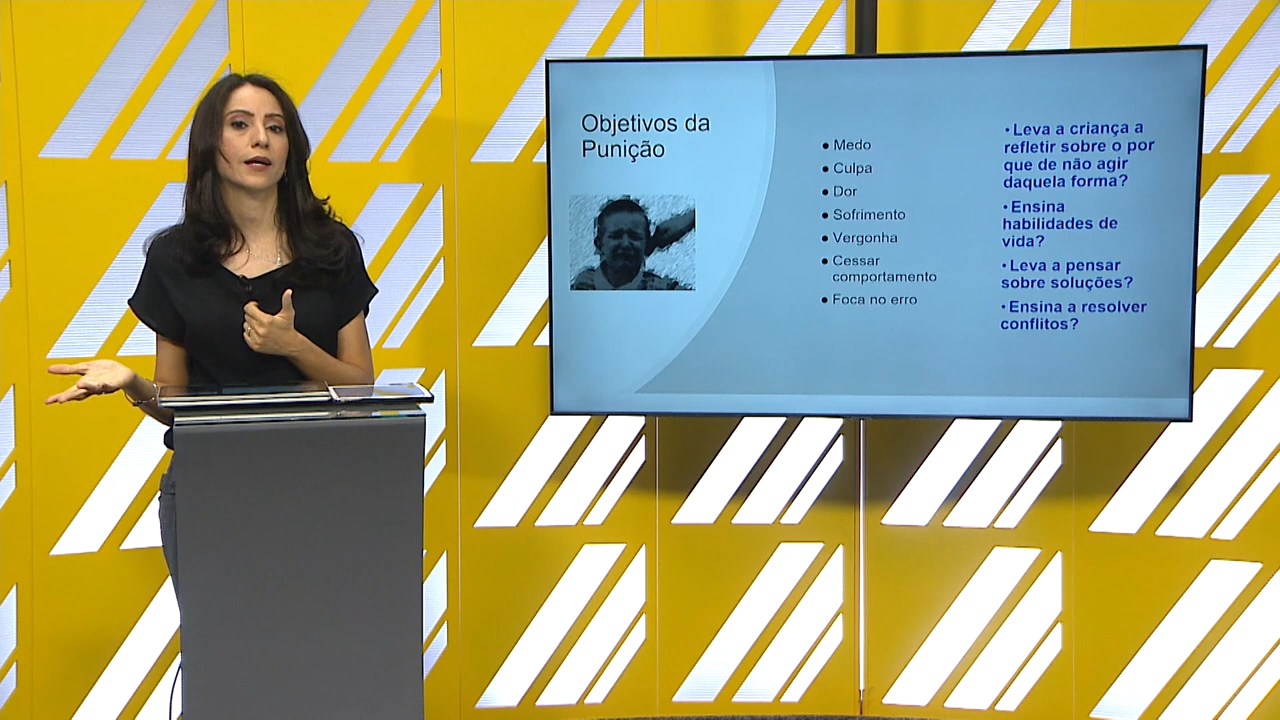 Objetivos da
Punição
● Medo
● Culpa
● Dor
● Sofrimento
● Vergonha
● Cessar
comportamento
● Foca no erro
•Leva a criança a
refletir sobre o por
que de não agir
daquela forma?
•Ensina
habilidades de
vida?
•Leva a pensar
sobre soluções?
•Ensina a resolver
conflitos?